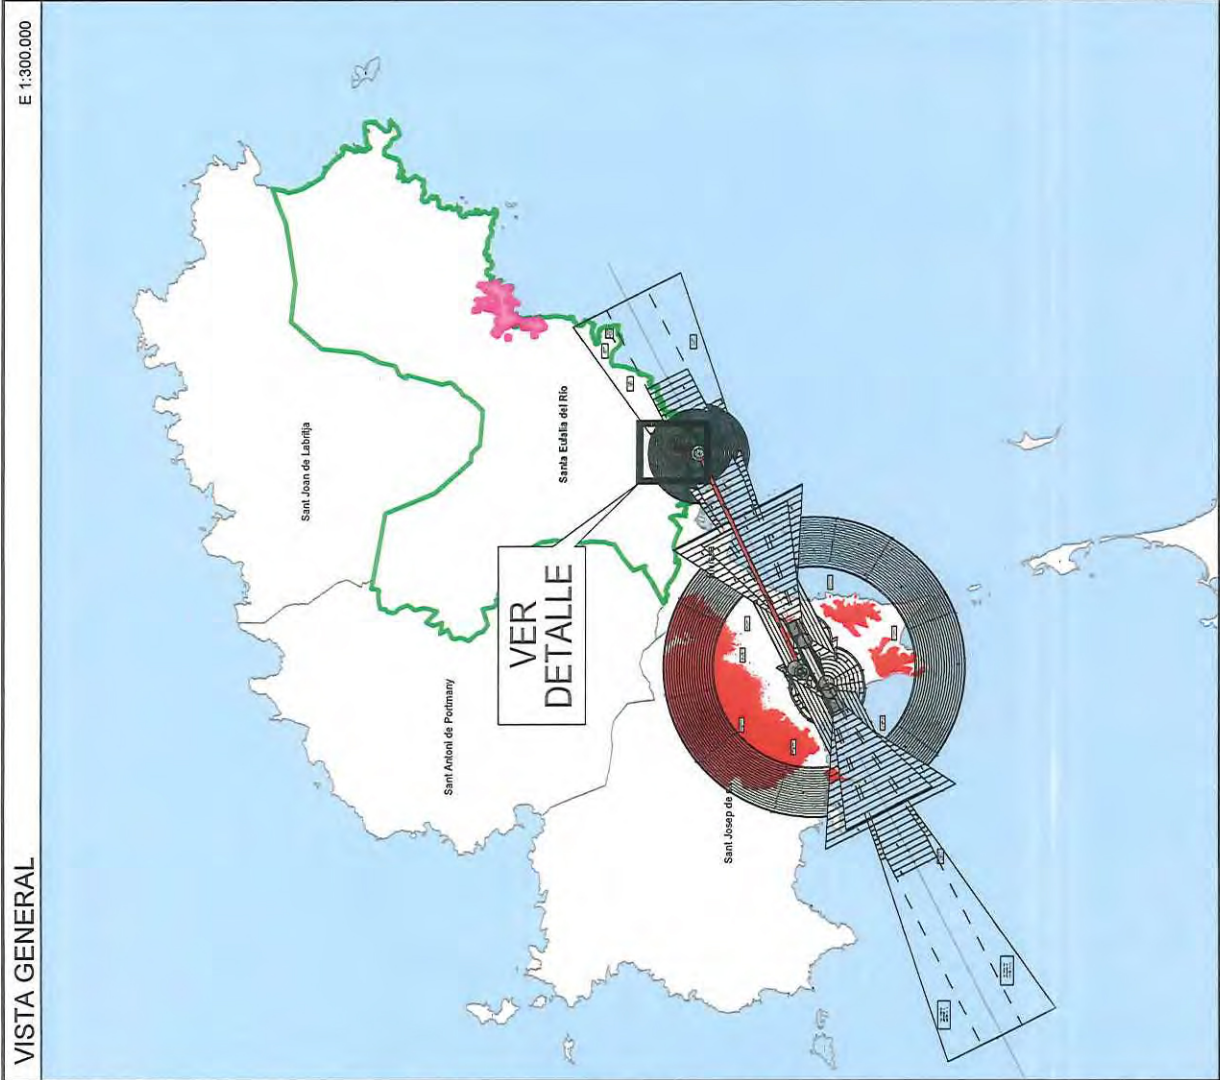 VISTA GENERAL
E 1:300.000
Sant Joan de Labritja
Santa Eulalia del Río
Sant Antoni de Portmany
VER
DETALLE
Sant Josep de